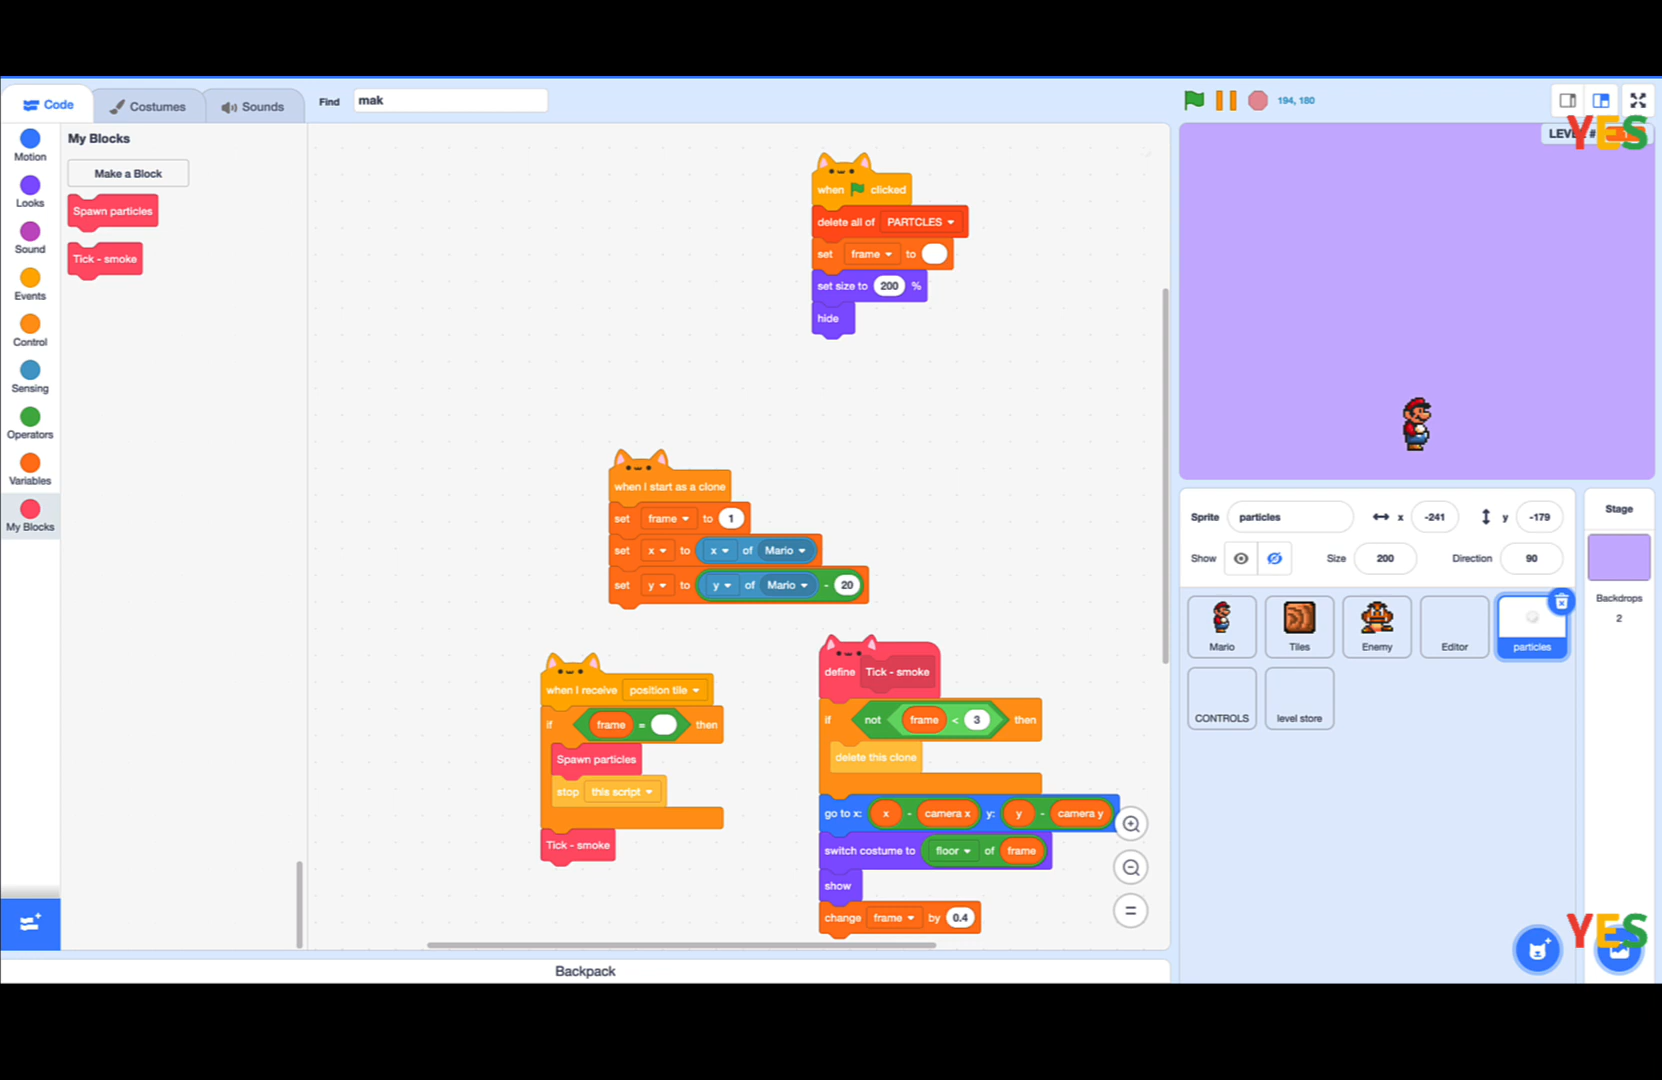 Code
Costumes
Sounds
Find
mak
194, 180
Motion
Looks
Sound
Events
Control
Sensing
Operators
Variables
My Blocks
My Blocks
Make a Block
Spawn particles
Tick - smoke
when clicked
delete all of PARTCLES
set frame to
set size to 200 %
hide
when I start as a clone
set frame to 1
set x to x of Mario
set y to y of Mario - 20
when I receive position tile
if frame = then
Spawn particles
stop this script
Tick - smoke
define Tick - smoke
if not frame < 3 then
delete this clone
go to x: x - camera x y: y - camera y
switch costume to floor of frame
show
change frame by 0.4
Backpack
YES
Sprite particles x -241 y -179
Show Size 200 Direction 90
Mario
Tiles
Enemy
Editor
particles
CONTROLS
level store
Stage
Backdrops
2
YES